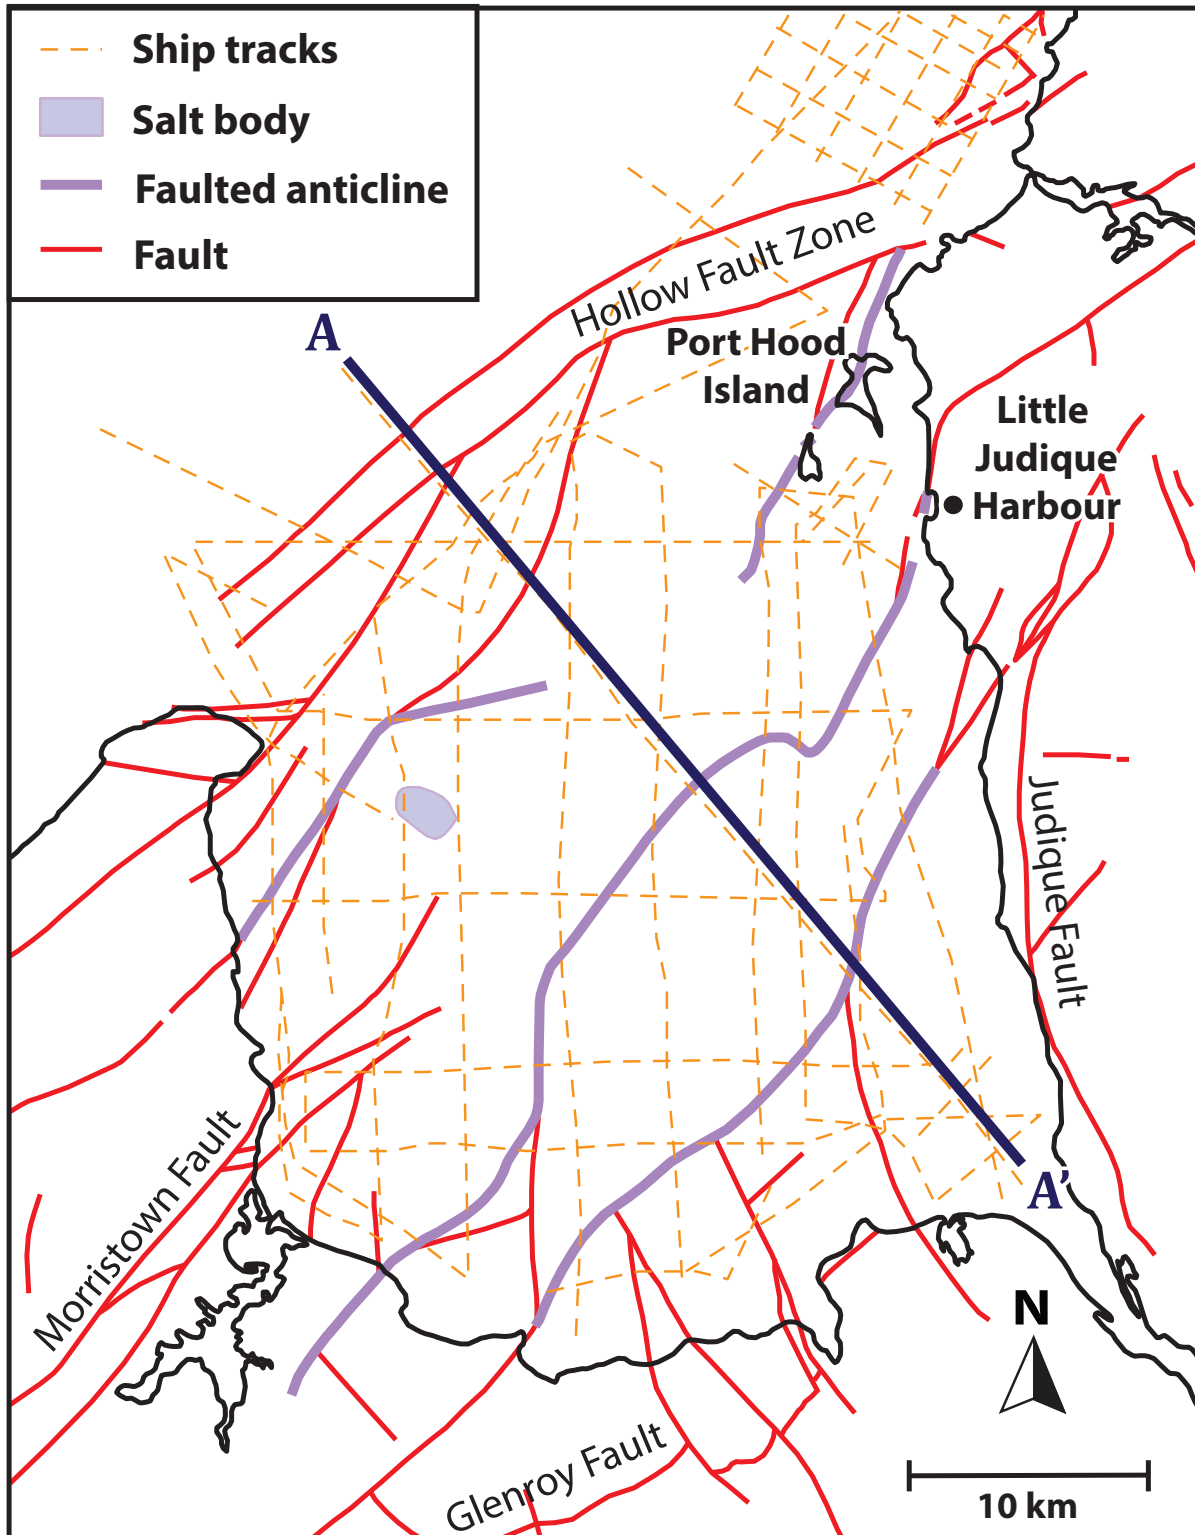 Ship tracks
Salt body
Faulted anticline
Fault
A
Hollow Fault Zone
Port Hood
Island
Little
Judique
Harbour
Judique Fault
Morristown Fault
A’
N
Glenroy Fault
10 km